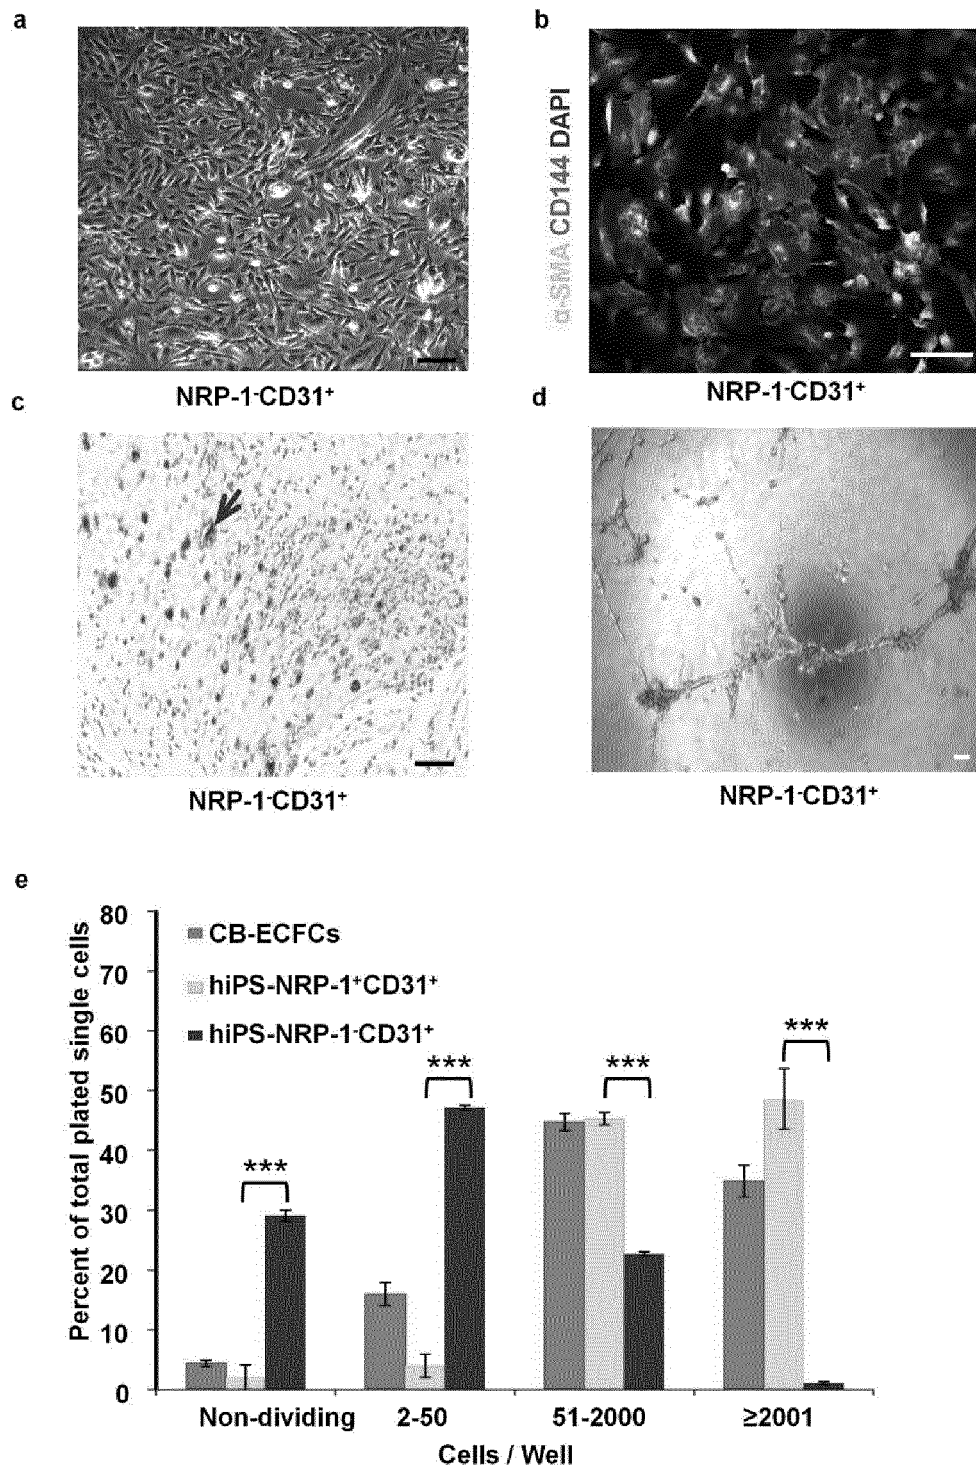 a
b
α-SMA CD144 DAPI
NRP-1⁻CD31⁺
NRP-1⁻CD31⁺
c
d
NRP-1⁻CD31⁺
NRP-1⁻CD31⁺
e
Percent of total plated single cells
80
70
60
50
40
30
20
10
0
CB-ECFCs
hiPS-NRP-1⁺CD31⁺
hiPS-NRP-1⁻CD31⁺
***
***
***
***
Non-dividing
2-50
51-2000
≥2001
Cells / Well